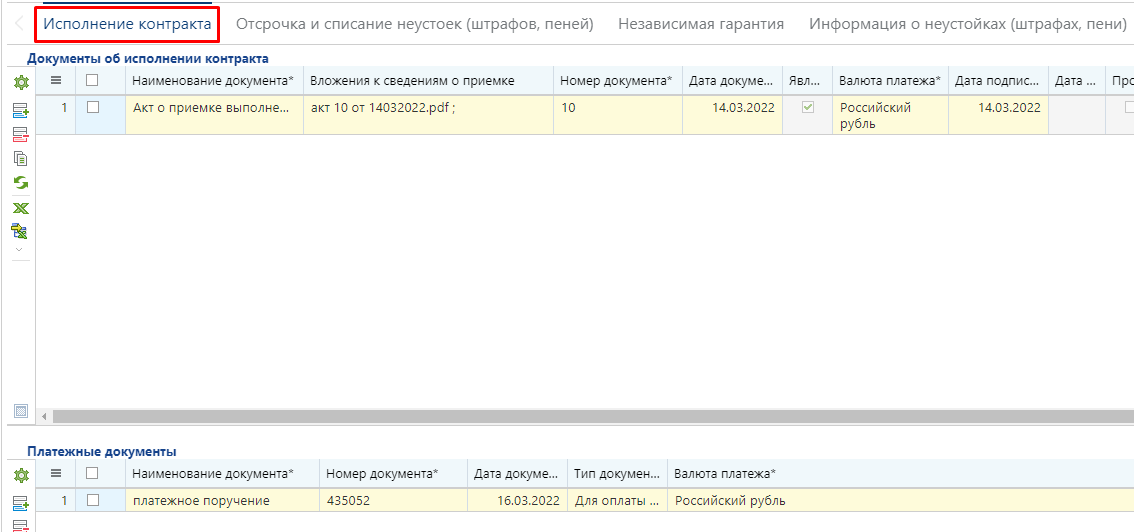 Исполнение контракта Отсрочка и списание неустоек (штрафов, пеней) Независимая гарантия Информация о неустойках (штрафах, пени)
Документы об исполнении контракта
Наименование документа* Вложения к сведениям о приемке Номер документа* Дата докуме... Явл... Валюта платежа* Дата подпис... Дата ... Про
1 Акт о приемке выполне... акт 10 от 14032022.pdf ; 10 14.03.2022 Российский рубль 14.03.2022
Платежные документы
Наименование документа* Номер документа* Дата докуме... Тип докумен... Валюта платежа*
1 платежное поручение 435052 16.03.2022 Для оплаты ... Российский рубль